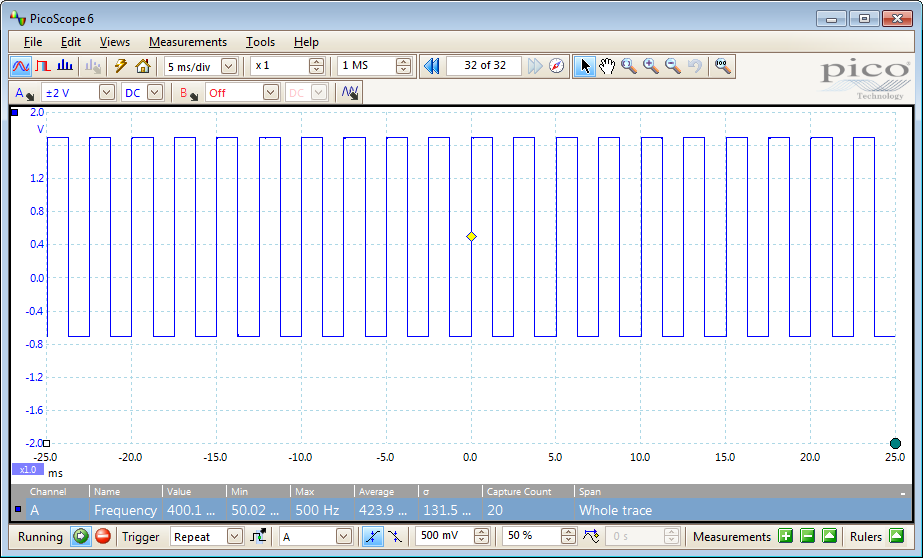 PicoScope 6
File Edit Views Measurements Tools Help
5 ms/div x 1 1 MS 32 of 32 100%
pico
Technology
A ±2 V DC B Off DC
2.0
V
1.2
0.8
0.4
0.0
-0.4
-0.8
-1.2
-1.6
-2.0
-25.0 -20.0 -15.0 -10.0 -5.0 0.0 5.0 10.0 15.0 20.0 25.0
x1.0 ms
Channel Name Value Min Max Average σ Capture Count Span
A Frequency 400.1 ... 50.02 ... 500 Hz 423.9 ... 131.5 ... 20 Whole trace
Running Trigger Repeat A 500 mV 50 % 0 s Measurements Rulers